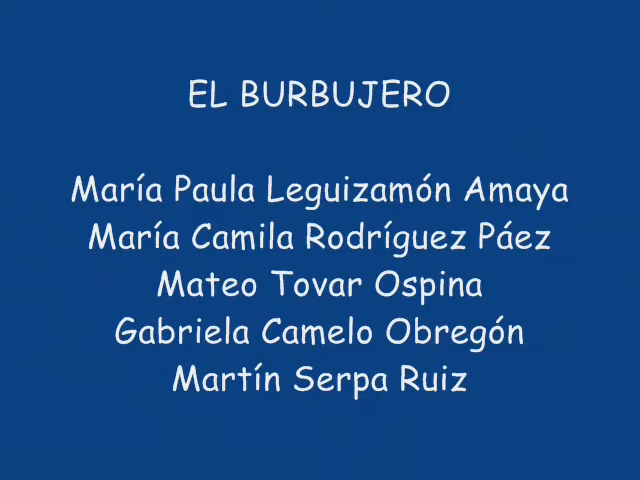 EL BURBUJERO
María Paula Leguizamón Amaya
María Camila Rodríguez Páez
Mateo Tovar Ospina
Gabriela Camelo Obregón
Martín Serpa Ruiz